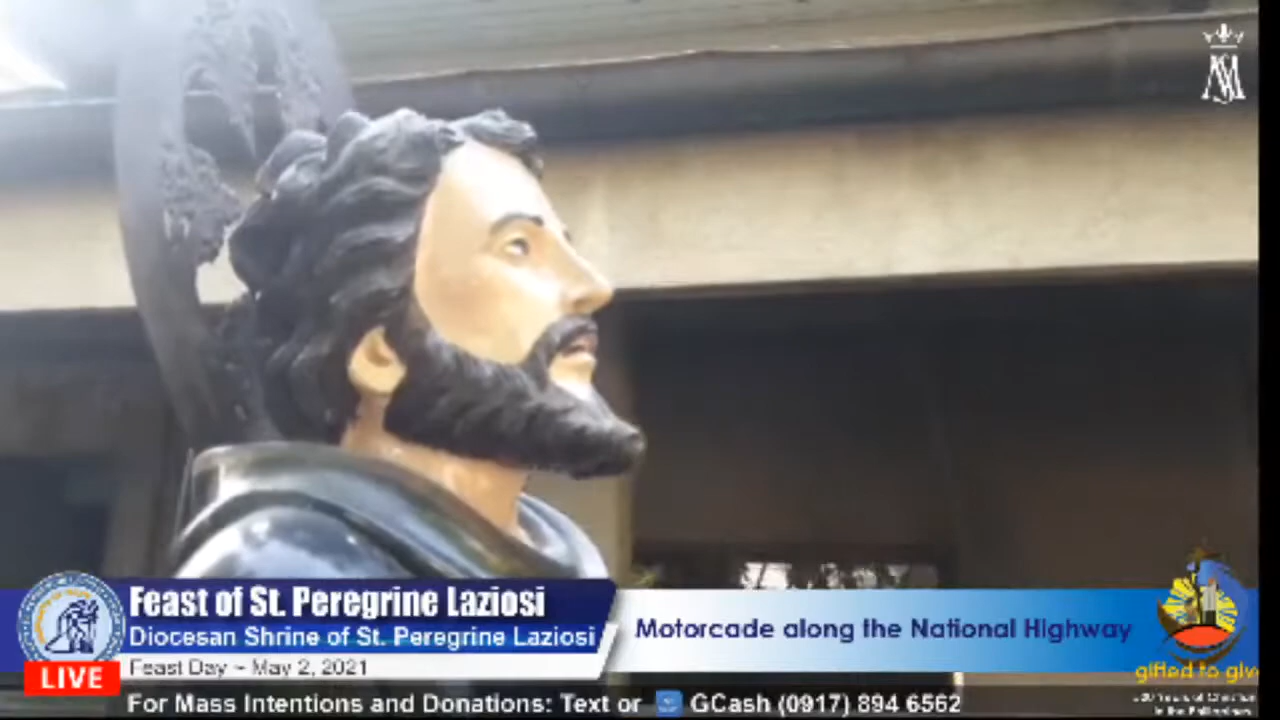 Feast of St. Peregrine Laziosi
Diocesan Shrine of St. Peregrine Laziosi
Feast Day ~ May 2, 2021
LIVE
Motorcade along the National Highway
gifted to giv
For Mass Intentions and Donations: Text or GCash (0917) 894 6562